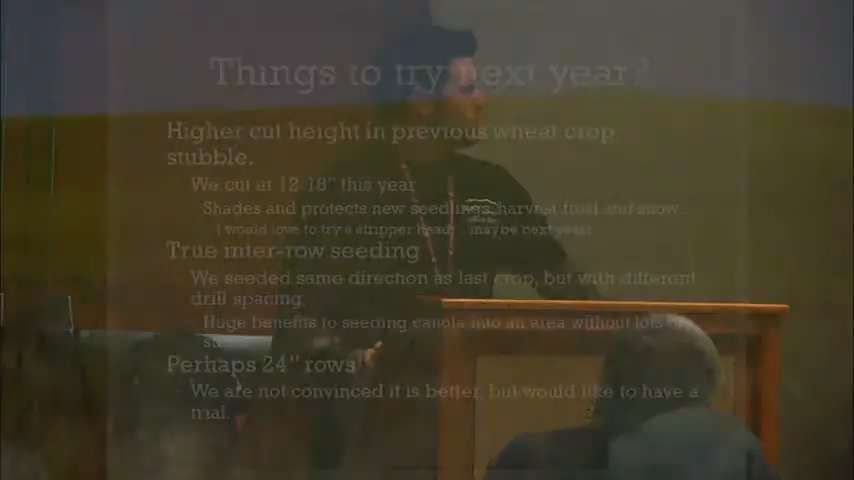 Things to try next year?
Higher cut height in previous wheat crop
stubble.
We cut at 12-18" this year
Shades and protects new seedlings, harvest frost and snow.
I would love to try a stripper head... maybe next year
True inter-row seeding
We seeded same direction as last crop, but with different
drill spacing.
Huge benefits to seeding canola into an area without lots of
Perhaps 24" rows
We are not convinced it is better, but would like to have a
trial.